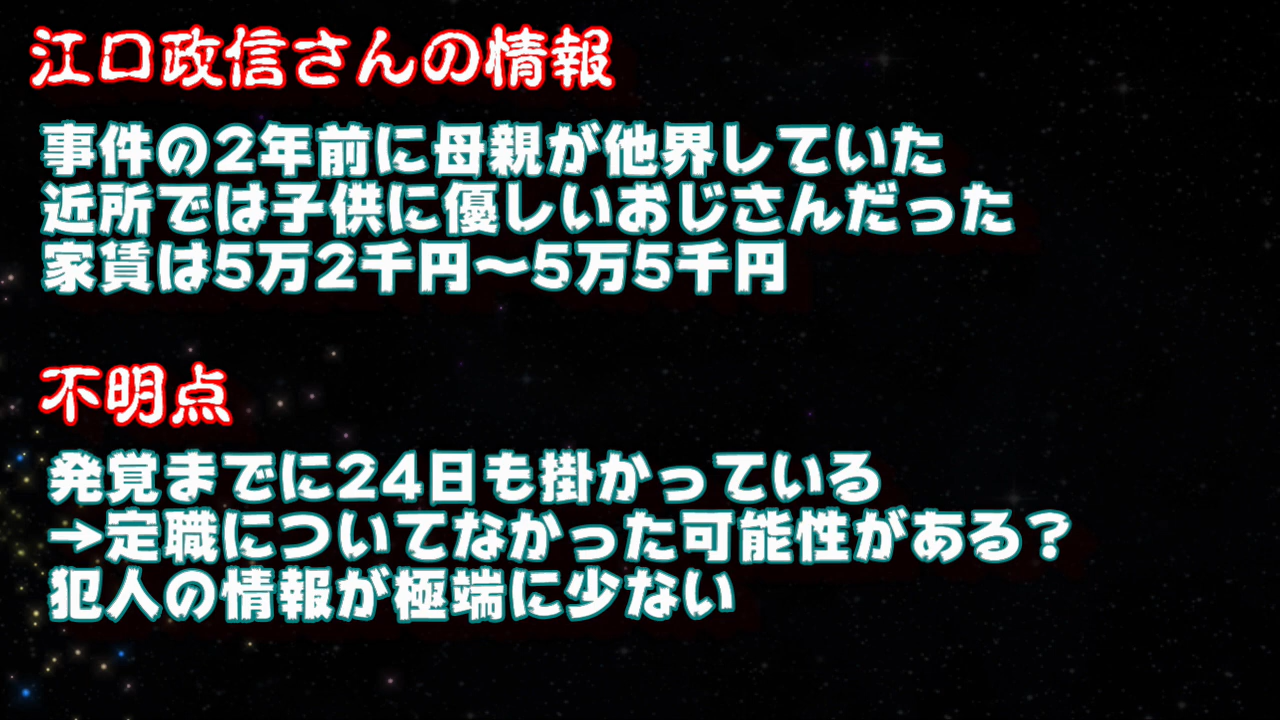 江口政信さんの情報
事件の2年前に母親が他界していた
近所では子供に優しいおじさんだった
家賃は5万2千円～5万5千円
不明点
発覚までに24日も掛かっている
→定職についてなかった可能性がある？
犯人の情報が極端に少ない